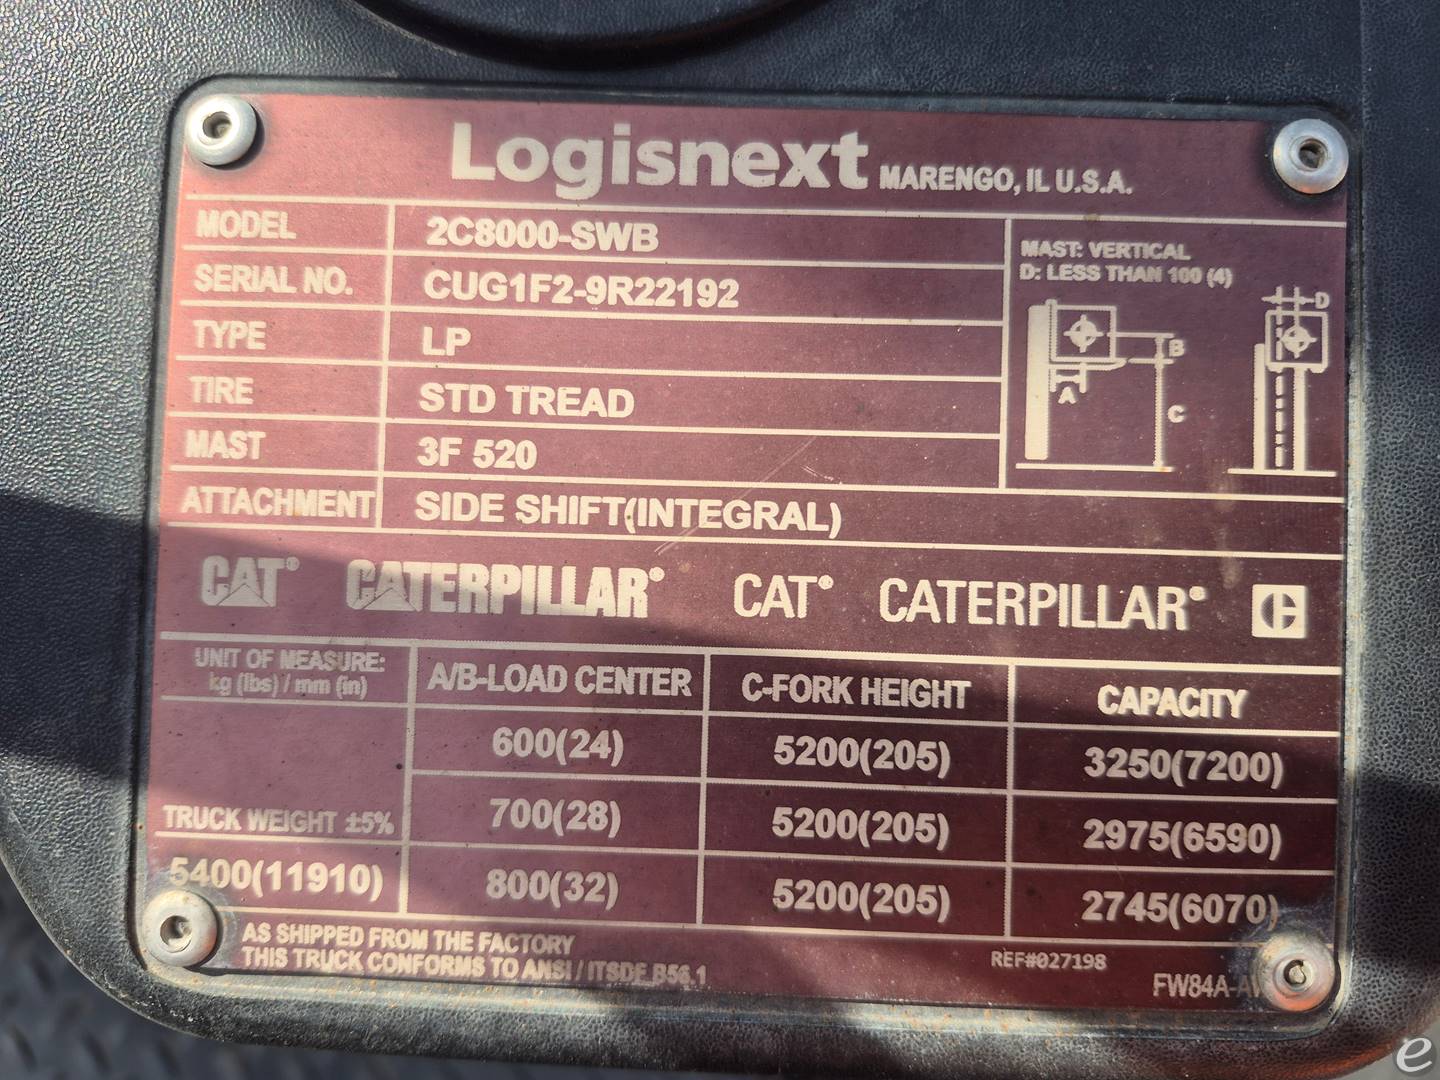 Logisnext MARENGO, IL U.S.A.
MODEL 2C8000-SWB
SERIAL NO. CUG1F2-9R22192
TYPE LP
TIRE STD TREAD
MAST 3F 520
ATTACHMENT SIDE SHIFT(INTEGRAL)
MAST: VERTICAL
D: LESS THAN 100 (4)
D
B
A
C
CAT® CATERPILLAR® CAT® CATERPILLAR® C
UNIT OF MEASURE:
kg (lbs) / mm (in)
A/B-LOAD CENTER C-FORK HEIGHT CAPACITY
600(24) 5200(205) 3250(7200)
TRUCK WEIGHT ±5% 700(28) 5200(205) 2975(6590)
5400(11910) 800(32) 5200(205) 2745(6070)
AS SHIPPED FROM THE FACTORY
THIS TRUCK CONFORMS TO ANSI / ITSDF B56.1
REF#027198
e